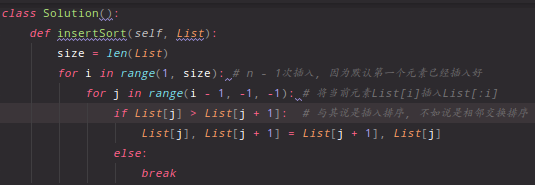 class Solution():
def insertSort(self, List):
size = len(List)
for i in range(1, size): # n - 1次插入, 因为默认第一个元素已经插入好
for j in range(i - 1, -1, -1): # 将当前元素List[i]插入List[:i]
if List[j] > List[j + 1]: # 与其说是插入排序, 不如说是相邻交换排序
List[j], List[j + 1] = List[j + 1], List[j]
else:
break